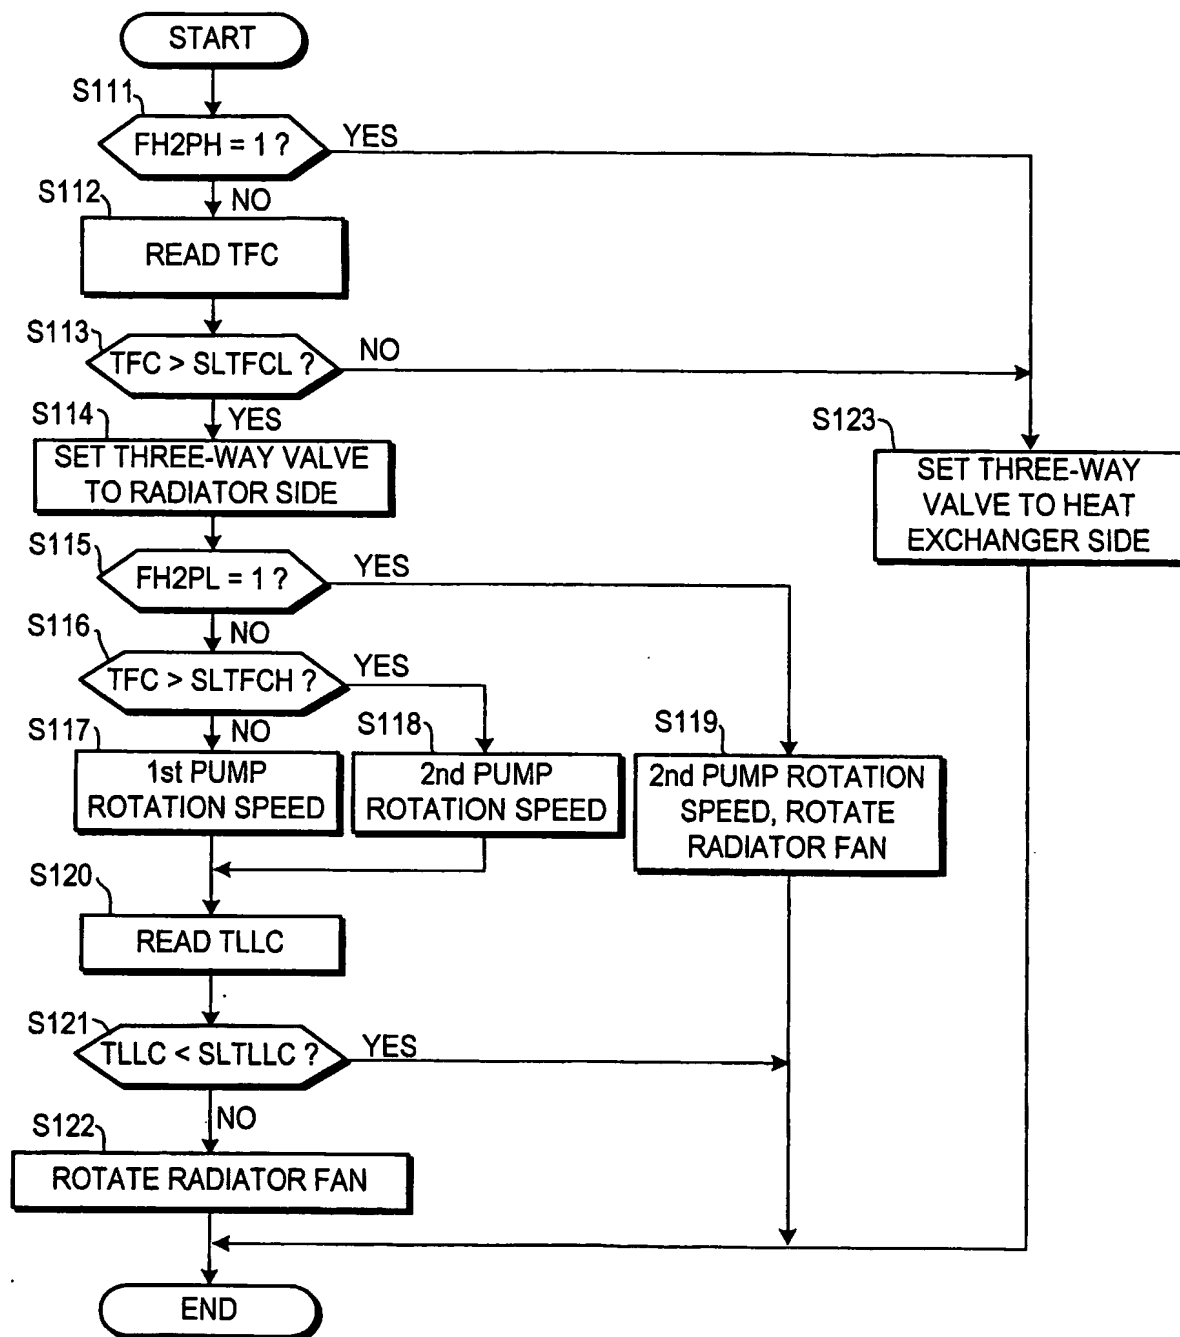 START
S111
FH2PH = 1 ?
YES
NO
S112
READ TFC
S113
TFC > SLTFCL ?
NO
YES
S114
SET THREE-WAY VALVE
TO RADIATOR SIDE
S123
SET THREE-WAY
VALVE TO HEAT
EXCHANGER SIDE
S115
FH2PL = 1 ?
YES
NO
S116
TFC > SLTFCH ?
YES
NO
S117
1st PUMP
ROTATION SPEED
S118
2nd PUMP
ROTATION SPEED
S119
2nd PUMP ROTATION
SPEED, ROTATE
RADIATOR FAN
S120
READ TLLC
S121
TLLC < SLTLLC ?
YES
NO
S122
ROTATE RADIATOR FAN
END